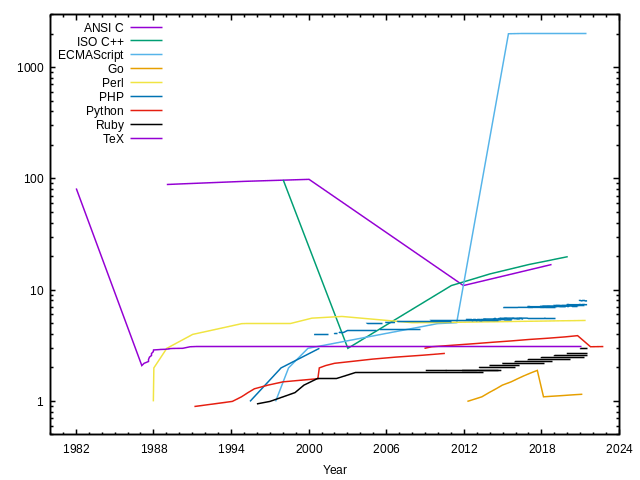 ANSI C
ISO C++
ECMAScript
Go
Perl
PHP
Python
Ruby
TeX
1000
100
10
1
1982 1988 1994 2000 2006 2012 2018 2024
Year